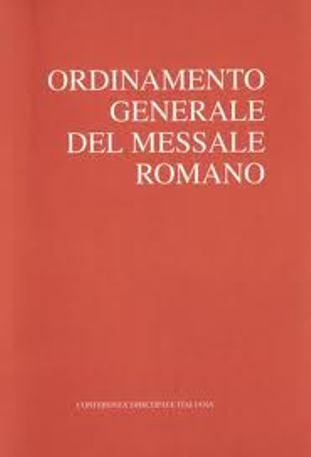 ORDINAMENTO
GENERALE
DEL MESSALE
ROMANO
CONFERENZA EPISCOPALE ITALIANA